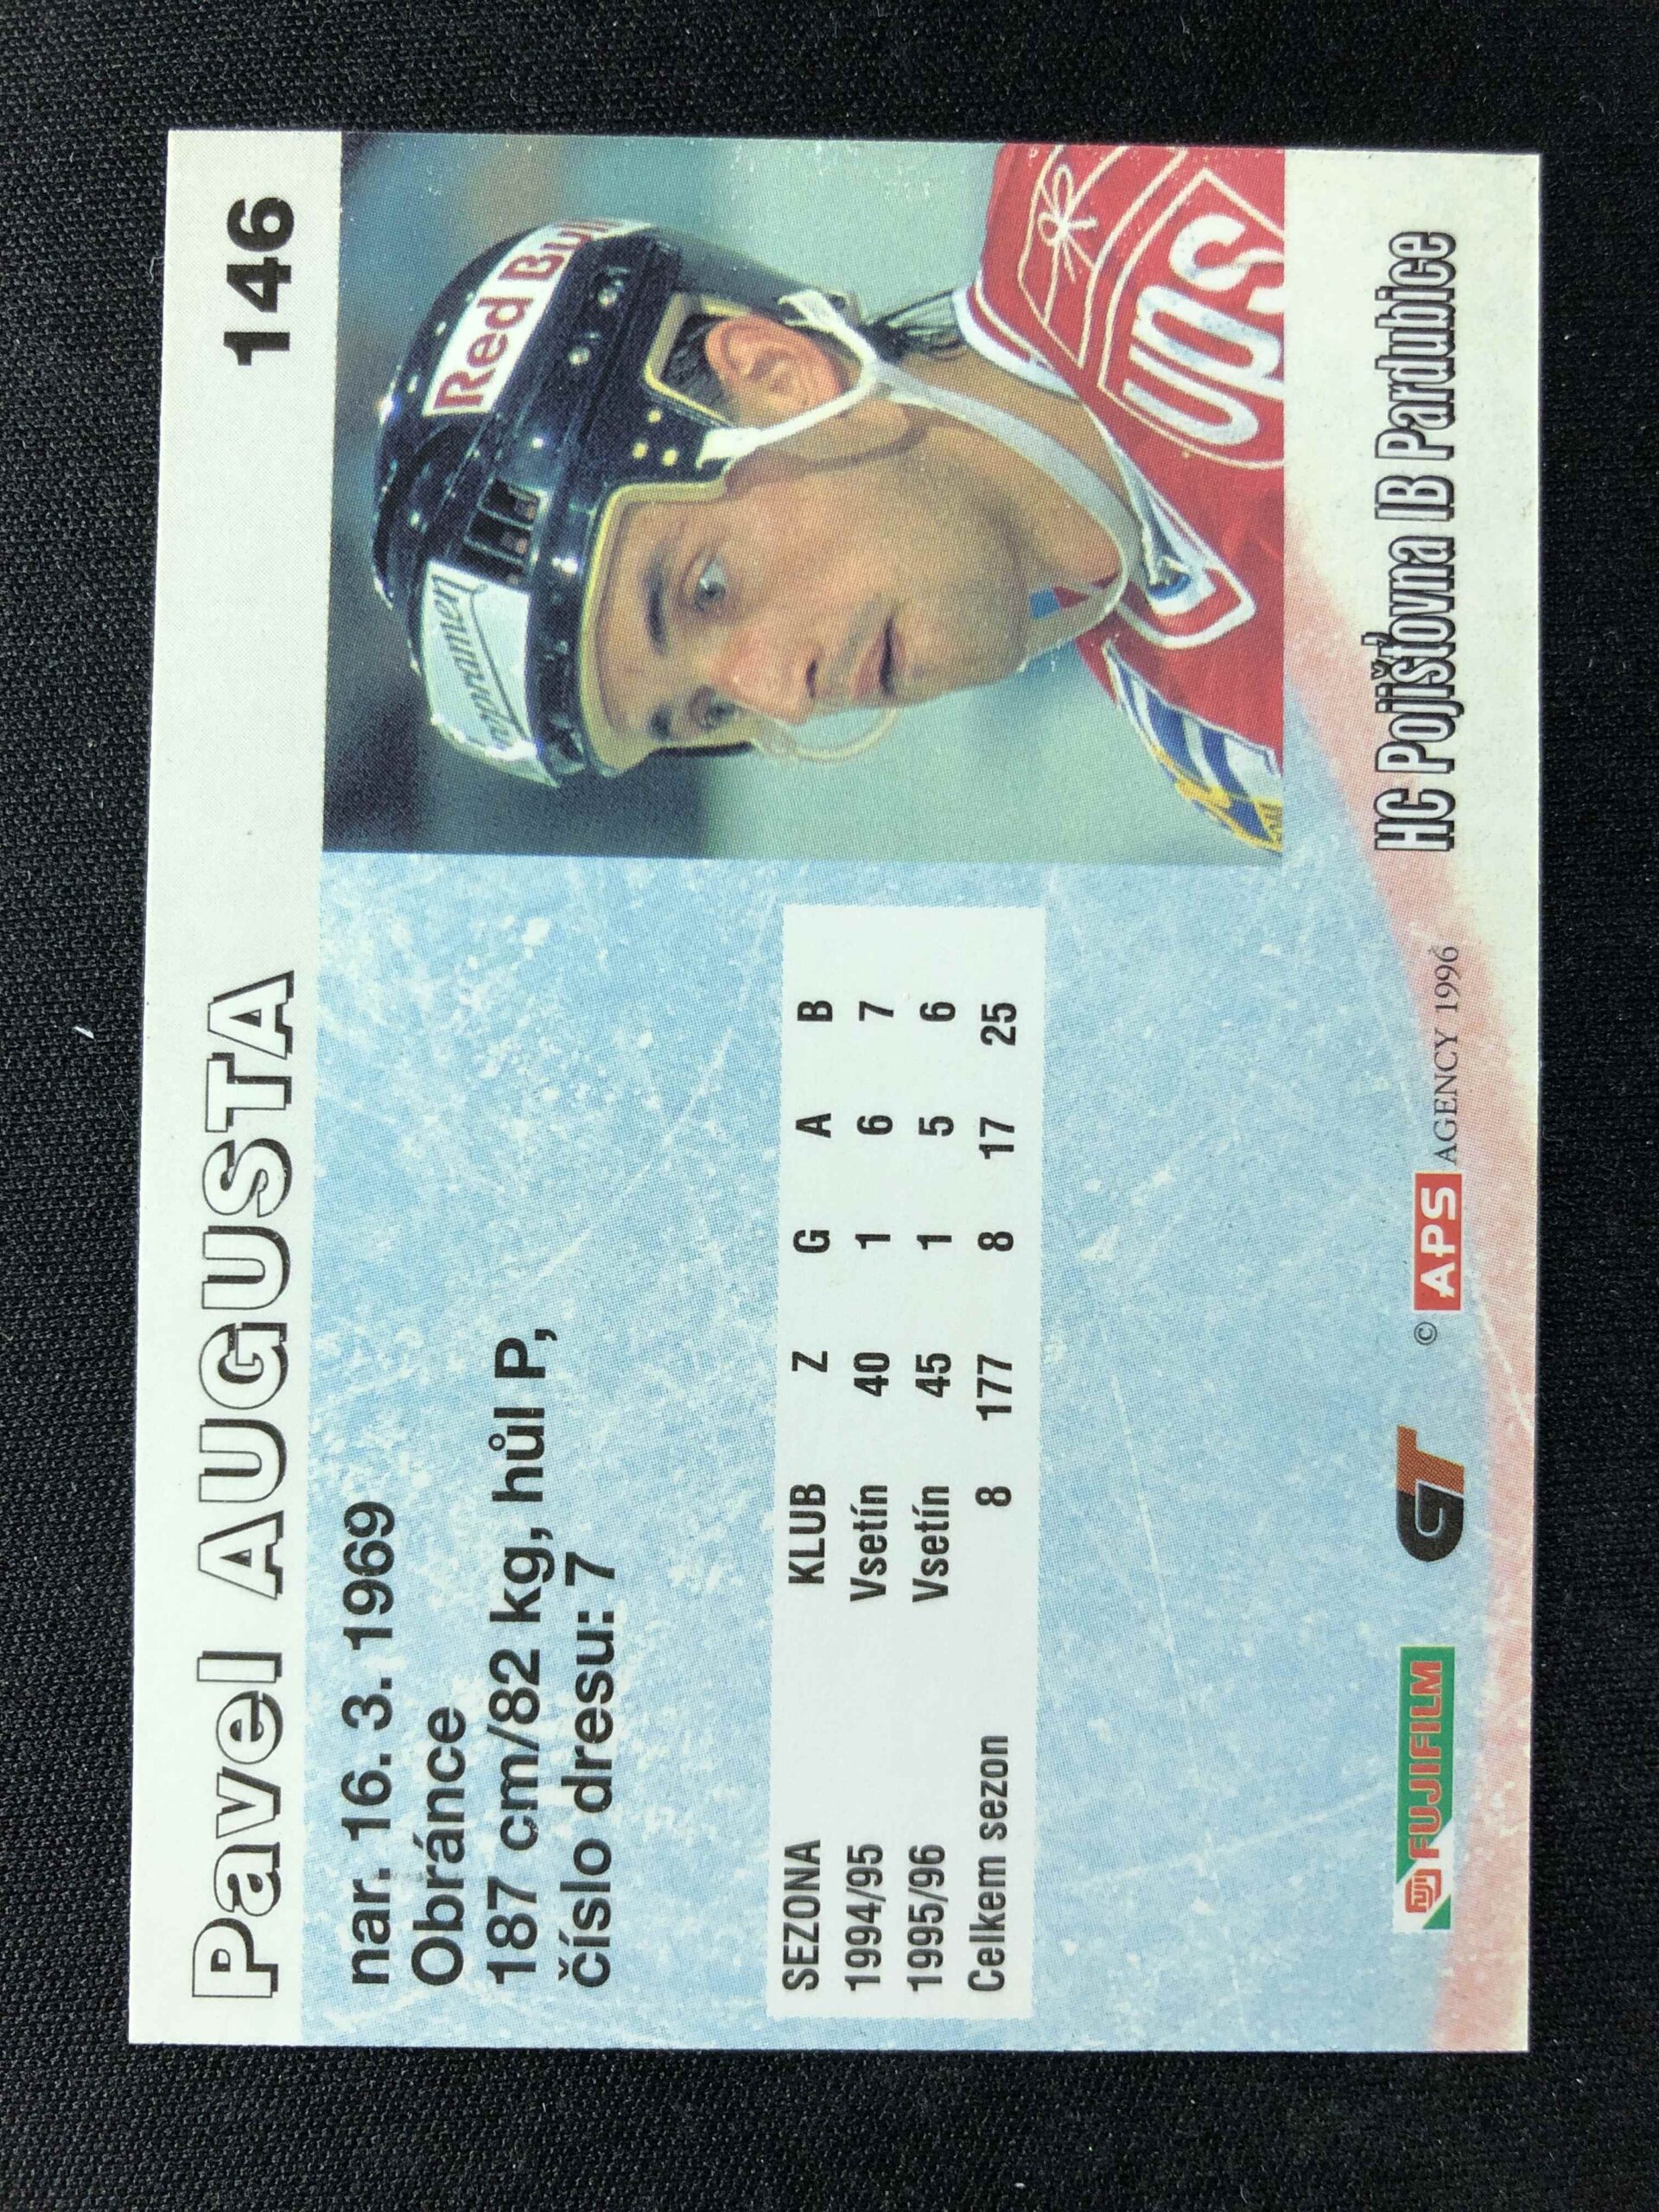 Pavel AUGUSTA 146
nar. 16. 3. 1969
Obránce
187 cm/82 kg, hůl P,
číslo dresu: 7
Red Bull
ups
SEZONA KLUB Z G A B
1994/95 Vsetín 40 1 6 7
1995/96 Vsetín 45 1 5 6
Celkem sezon 8 177 8 17 25
FUJI FUJIFILM GT © APS AGENCY 1996 HC Pojišťovna IB Pardubice